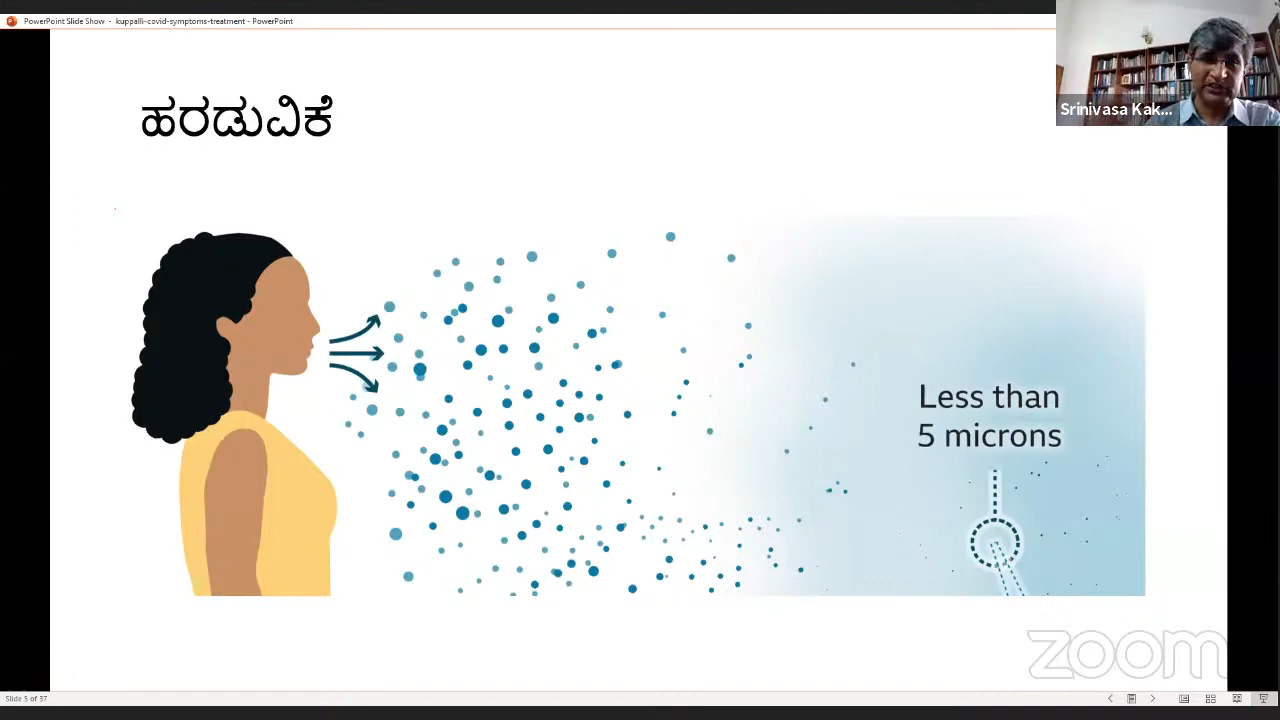 PowerPoint Slide Show - kuppalli-covid-symptoms-treatment - PowerPoint
Srinivasa Kak...
ಹರಡುವಿಕೆ
Less than
5 microns
zoom
Slide 5 of 37